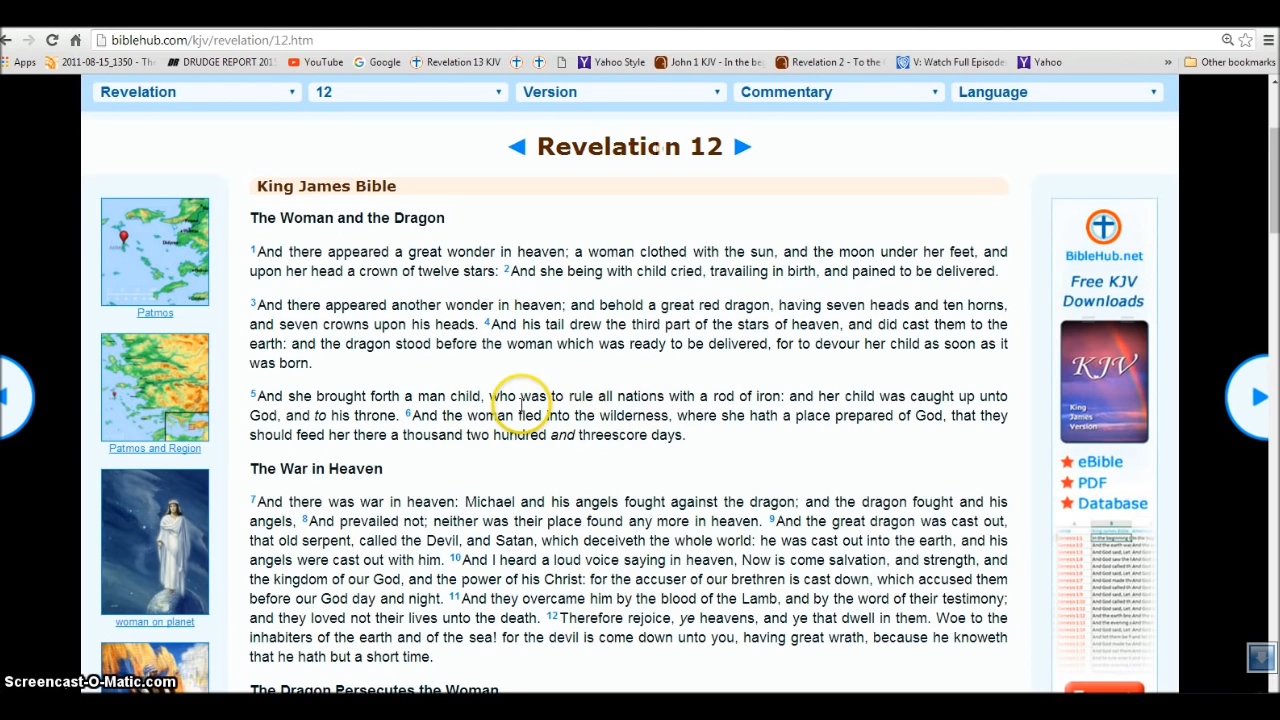 biblehub.com/kjv/revelation/12.htm
Apps 2011-08-15_1350 - The DRUDGE REPORT 201 YouTube Google Revelation 13 KJV Yahoo Style John 1 KJV - In the be Revelation 2 - To the V: Watch Full Episode Yahoo » Other bookmarks
Revelation 12 Version Commentary Language
Revelation 12
King James Bible
The Woman and the Dragon
1And there appeared a great wonder in heaven; a woman clothed with the sun, and the moon under her feet, and
upon her head a crown of twelve stars: 2And she being with child cried, travailing in birth, and pained to be delivered.
3And there appeared another wonder in heaven; and behold a great red dragon, having seven heads and ten horns,
and seven crowns upon his heads. 4And his tail drew the third part of the stars of heaven, and did cast them to the
earth: and the dragon stood before the woman which was ready to be delivered, for to devour her child as soon as it
was born.
5And she brought forth a man child, who was to rule all nations with a rod of iron: and her child was caught up unto
God, and to his throne. 6And the woman fled into the wilderness, where she hath a place prepared of God, that they
should feed her there a thousand two hundred and threescore days.
The War in Heaven
7And there was war in heaven: Michael and his angels fought against the dragon; and the dragon fought and his
angels, 8And prevailed not; neither was their place found any more in heaven. 9And the great dragon was cast out,
that old serpent, called the Devil, and Satan, which deceiveth the whole world: he was cast out into the earth, and his
angels were cast out with him. 10And I heard a loud voice saying in heaven, Now is come salvation, and strength, and
the kingdom of our God, and the power of his Christ: for the accuser of our brethren is cast down, which accused them
before our God day and night. 11And they overcame him by the blood of the Lamb, and by the word of their testimony;
and they loved not their lives unto the death. 12Therefore rejoice, ye heavens, and ye that dwell in them. Woe to the
inhabiters of the earth and of the sea! for the devil is come down unto you, having great wrath, because he knoweth
that he hath but a short time.
The Dragon Persecutes the Woman
Patmos
Patmos and Region
woman on planet
BibleHub.net
Free KJV
Downloads
KJV
King
James
Version
eBible
PDF
Database
Screencast-O-Matic.com